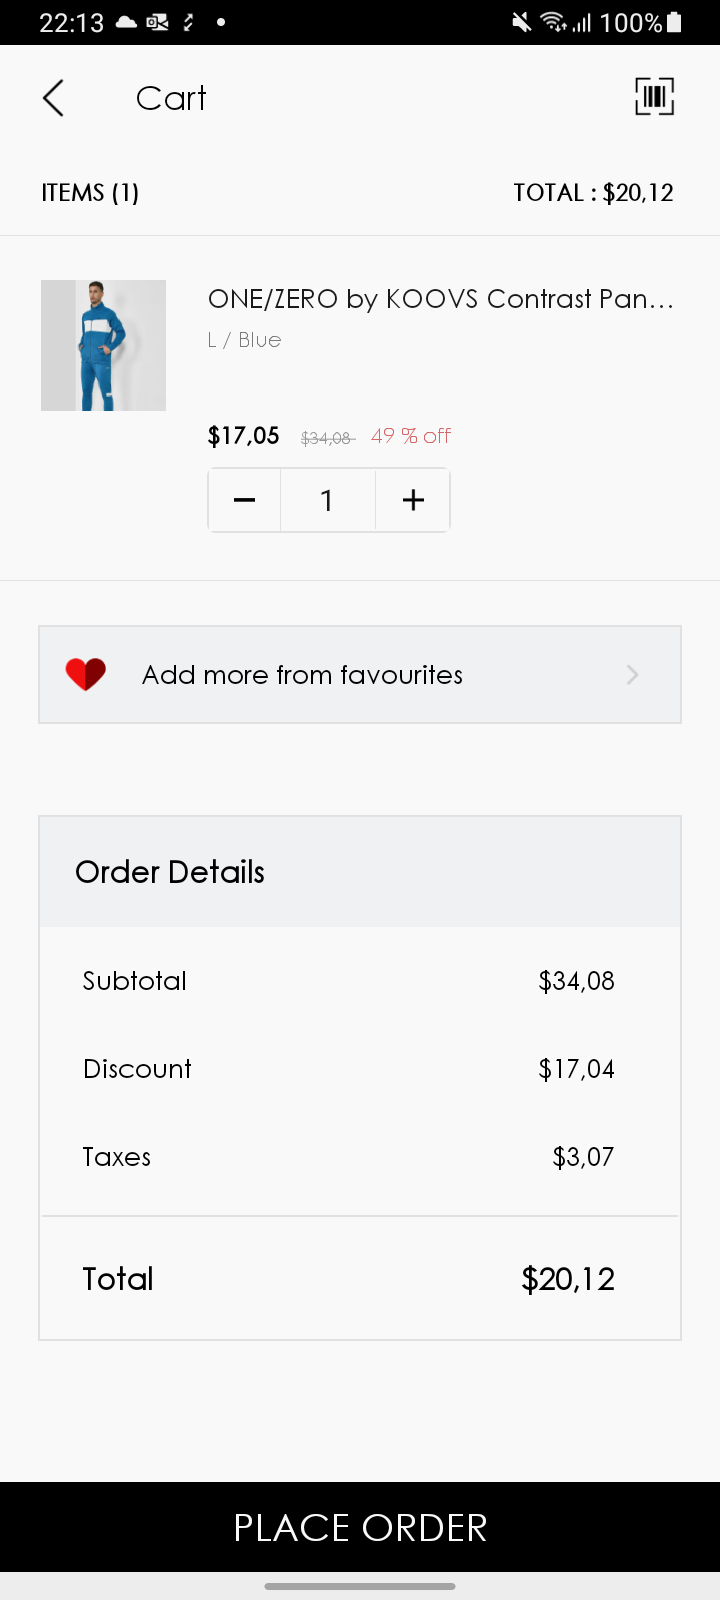 22:13 100%
Cart
ITEMS (1) TOTAL : $20,12
ONE/ZERO by KOOVS Contrast Pan...
L / Blue
$17,05 $34,08 49 % off
1
Add more from favourites
Order Details
Subtotal $34,08
Discount $17,04
Taxes $3,07
Total $20,12
PLACE ORDER